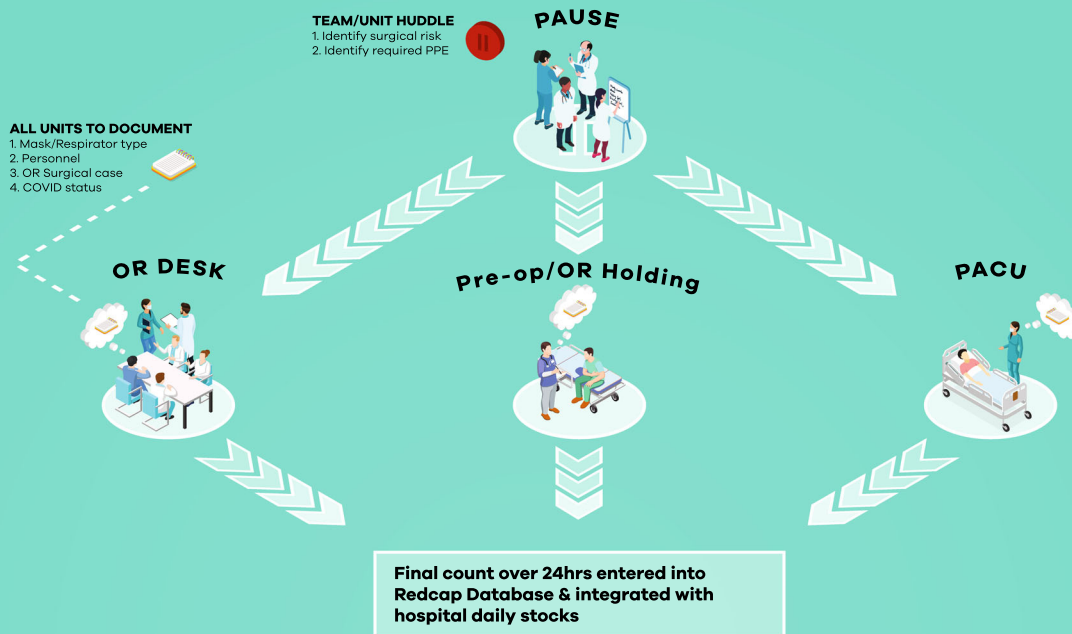 PAUSE
TEAM/UNIT HUDDLE
1. Identify surgical risk
2. Identify required PPE
ALL UNITS TO DOCUMENT
1. Mask/Respirator type
2. Personnel
3. OR Surgical case
4. COVID status
OR DESK
Pre-op/OR Holding
PACU
Final count over 24hrs entered into
Redcap Database & integrated with
hospital daily stocks